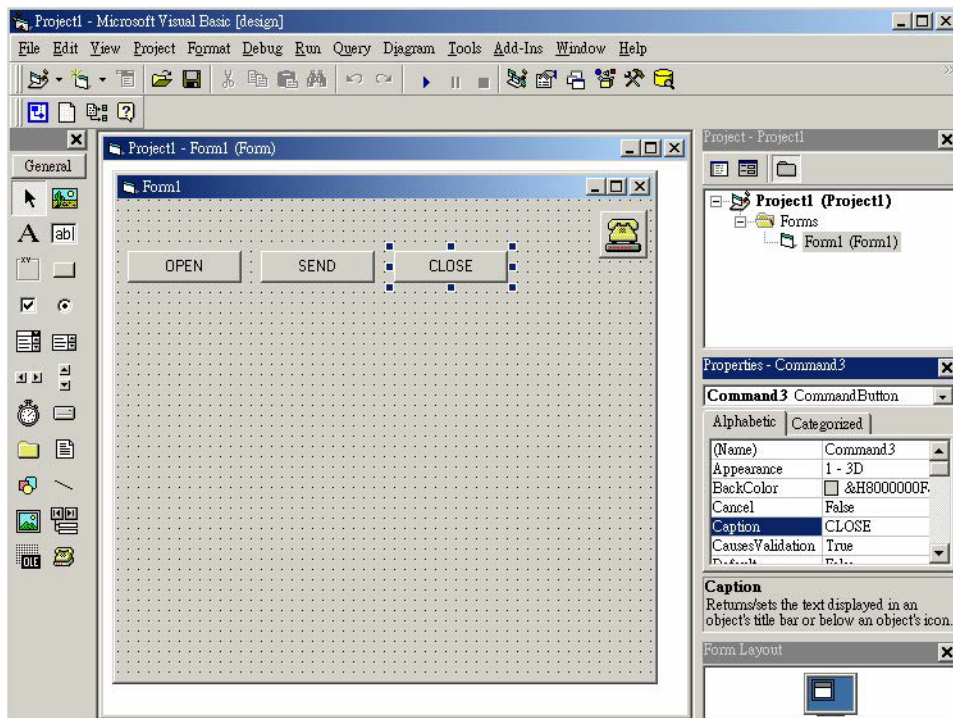 Project1 - Microsoft Visual Basic [design]
File Edit View Project Format Debug Run Query Diagram Tools Add-Ins Window Help
General
A
ab|
XY
OLE
Project1 - Form1 (Form)
Form1
OPEN SEND CLOSE
Project - Project1
Project1 (Project1)
Forms
Form1 (Form1)
Properties - Command3
Command3 CommandButton
Alphabetic Categorized
(Name) Command3
Appearance 1 - 3D
BackColor &H8000000F
Cancel False
Caption CLOSE
CausesValidation True
Caption
Returns/sets the text displayed in an
object's title bar or below an object's icon.
Form Layout